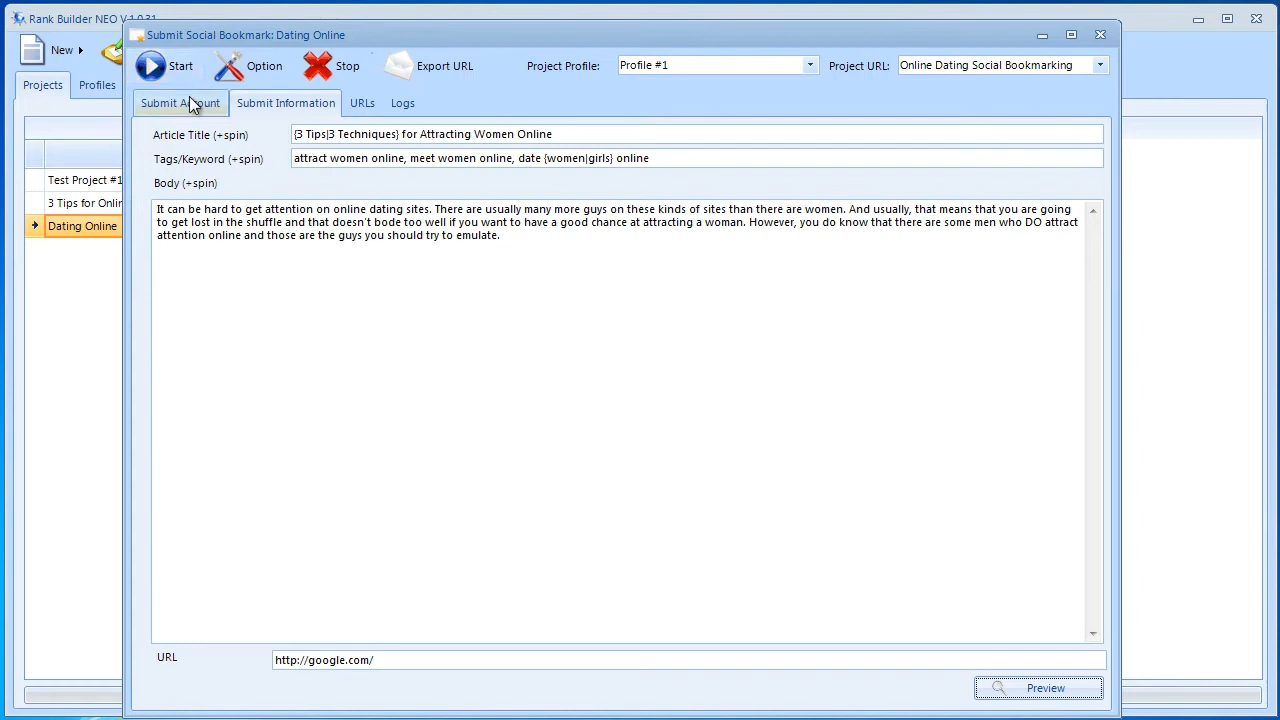 Rank Builder NEO V.1.0.31
Submit Social Bookmark: Dating Online
New
Start
Option
Stop
Export URL
Project Profile:
Profile #1
Project URL:
Online Dating Social Bookmarking
Projects
Profiles
Submit Account
Submit Information
URLs
Logs
Article Title (+spin)
{3 Tips|3 Techniques} for Attracting Women Online
Tags/Keyword (+spin)
attract women online, meet women online, date {women|girls} online
Body (+spin)
Test Project #1
3 Tips for Onlin
Dating Online
It can be hard to get attention on online dating sites. There are usually many more guys on these kinds of sites than there are women. And usually, that means that you are going
to get lost in the shuffle and that doesn't bode too well if you want to have a good chance at attracting a woman. However, you do know that there are some men who DO attract
attention online and those are the guys you should try to emulate.
URL
http://google.com/
Preview